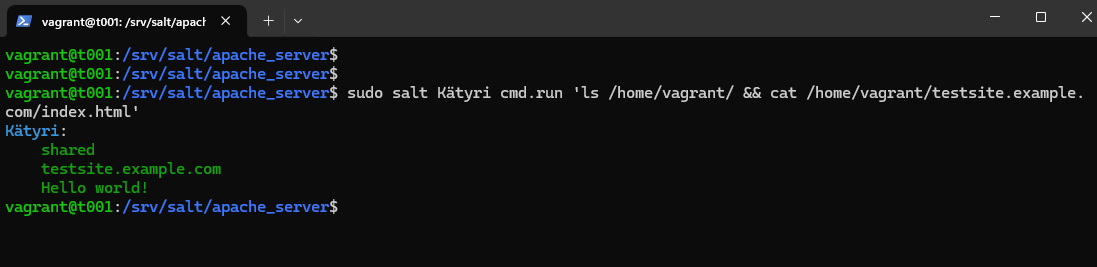 vagrant@t001: /srv/salt/apach
vagrant@t001:/srv/salt/apache_server$
vagrant@t001:/srv/salt/apache_server$
vagrant@t001:/srv/salt/apache_server$ sudo salt Kätyri cmd.run 'ls /home/vagrant/ && cat /home/vagrant/testsite.example.
com/index.html'
Kätyri:
    shared
    testsite.example.com
    Hello world!
vagrant@t001:/srv/salt/apache_server$